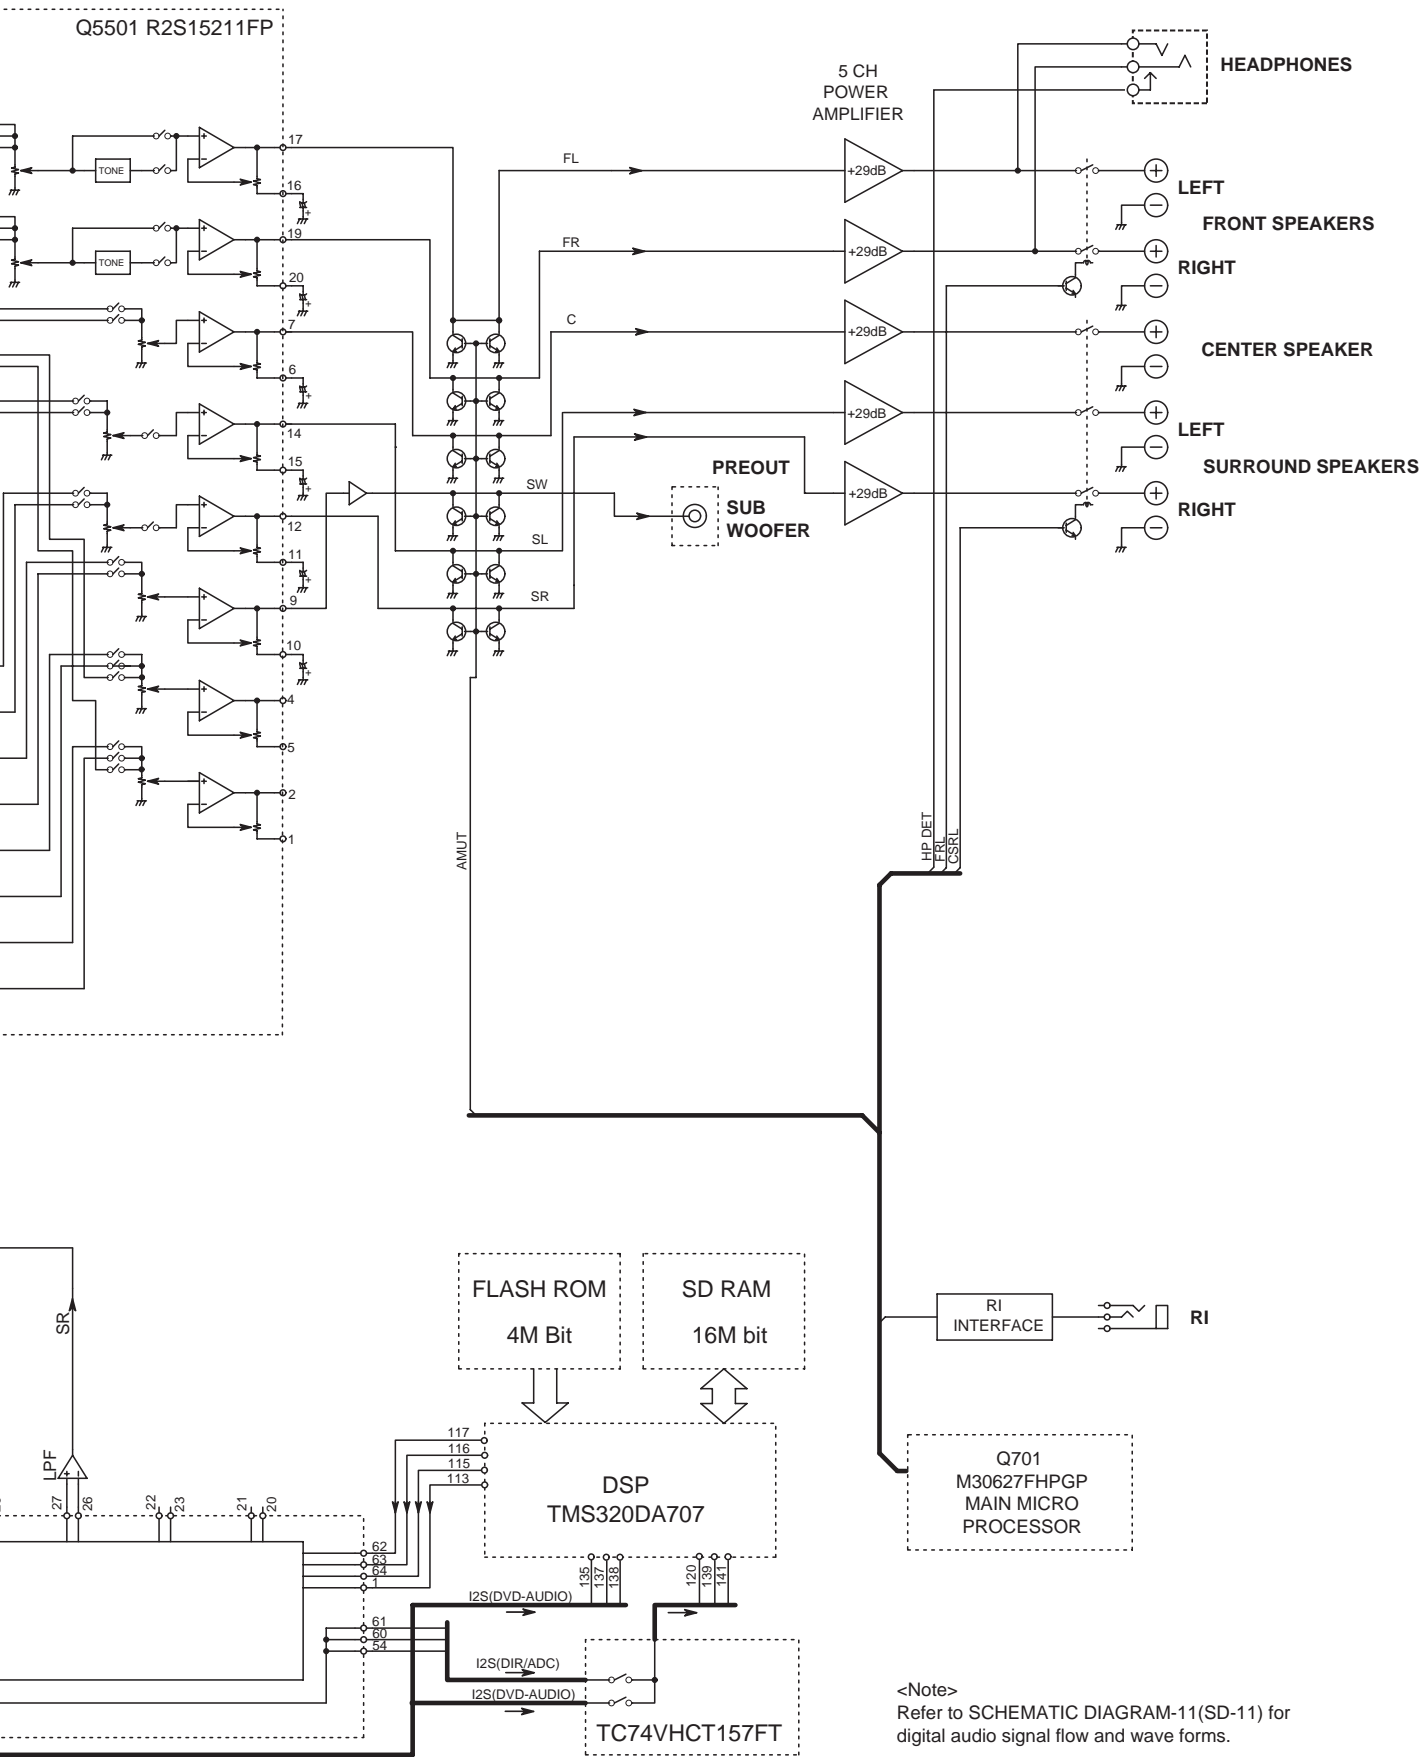 Q5501 R2S15211FP
5 CH
POWER
AMPLIFIER
HEADPHONES
TONE
17
16
FL
+29dB
LEFT
FRONT SPEAKERS
TONE
19
20
FR
+29dB
RIGHT
7
6
C
+29dB
CENTER SPEAKER
14
15
+29dB
LEFT
SURROUND SPEAKERS
PREOUT
SW
SUB
WOOFER
+29dB
RIGHT
12
11
SL
9
SR
10
4
5
2
1
AMUT
HP DET
FRL
CSRL
FLASH ROM
4M Bit
SD RAM
16M bit
SR
RI
INTERFACE
RI
LPF
117
116
115
113
DSP
TMS320DA707
Q701
M30627FHPGP
MAIN MICRO
PROCESSOR
27
26
22
23
21
20
62
63
64
1
135
137
138
120
139
141
I2S(DVD-AUDIO)
61
60
54
I2S(DIR/ADC)
I2S(DVD-AUDIO)
TC74VHCT157FT
<Note>
Refer to SCHEMATIC DIAGRAM-11(SD-11) for
digital audio signal flow and wave forms.